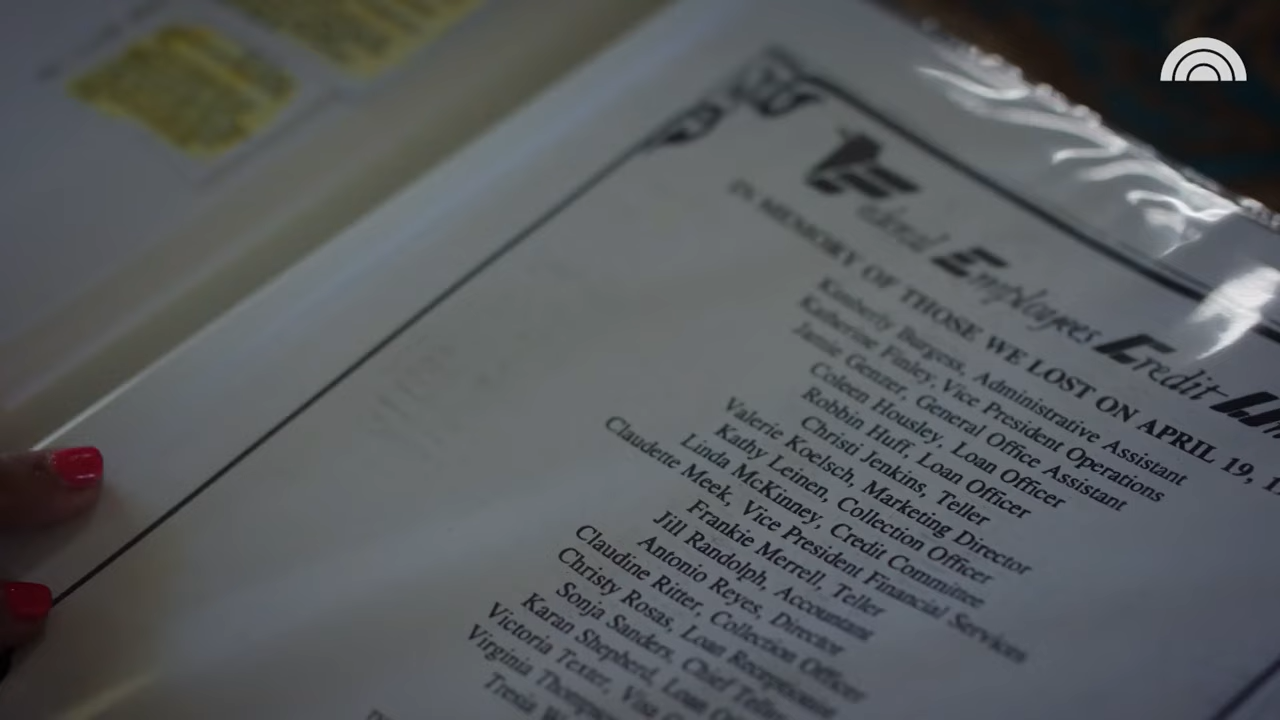 Federal Employees Credit
IN MEMORY OF THOSE WE LOST ON APRIL 19, 1
Kimberly Burgess, Administrative Assistant
Katherine Finley, Vice President Operations
Jamie Genzer, General Office Assistant
Coleen Housley, Loan Officer
Robbin Huff, Loan Officer
Christi Jenkins, Teller
Valerie Koelsch, Marketing Director
Kathy Leinen, Collection Officer
Linda McKinney, Credit Committee
Claudette Meek, Vice President Financial Services
Frankie Merrell, Teller
Jill Randolph, Accountant
Antonio Reyes, Director
Claudine Ritter, Collection Officer
Christy Rosas, Loan Receptionist
Sonja Sanders, Chief Teller
Karan Shepherd, Loan
Victoria Texter, Visa
Virginia
Tresia